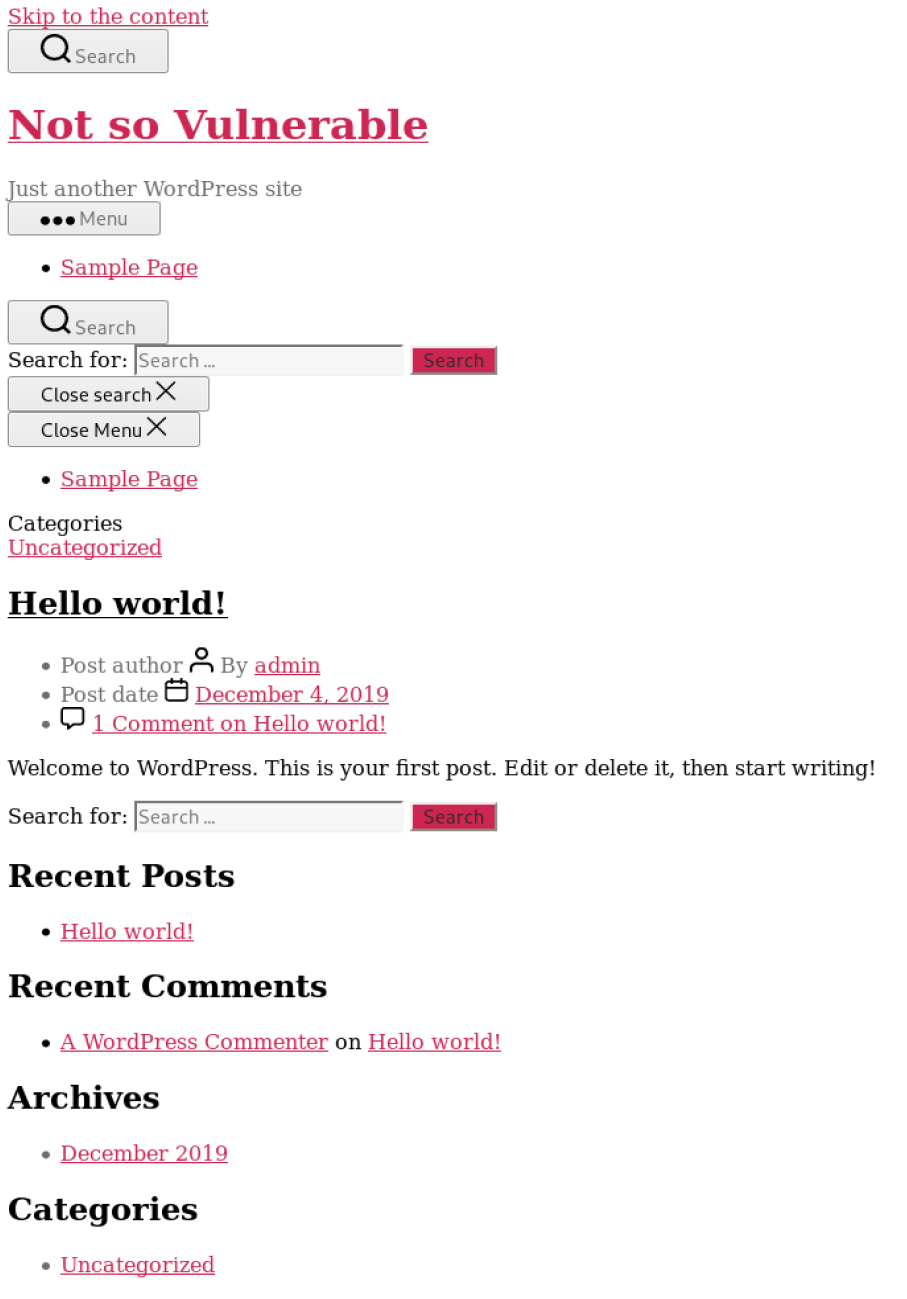 Skip to the content
Search
Not so Vulnerable
Just another WordPress site
Menu
Sample Page
Search
Search for: Search … Search
Close search
Close Menu
Sample Page
Categories
Uncategorized
Hello world!
Post author By admin
Post date December 4, 2019
1 Comment on Hello world!
Welcome to WordPress. This is your first post. Edit or delete it, then start writing!
Search for: Search … Search
Recent Posts
Hello world!
Recent Comments
A WordPress Commenter on Hello world!
Archives
December 2019
Categories
Uncategorized